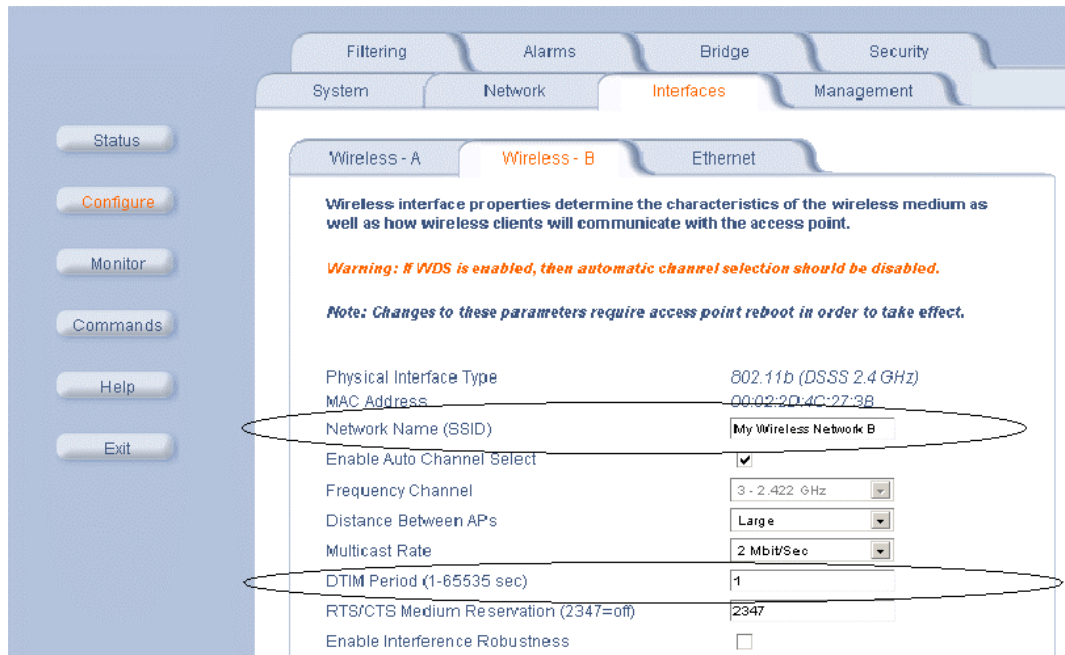 Filtering Alarms Bridge Security
System Network Interfaces Management
Status
Configure
Monitor
Commands
Help
Exit
Wireless - A Wireless - B Ethernet
Wireless interface properties determine the characteristics of the wireless medium as
well as how wireless clients will communicate with the access point.
Warning: If WDS is enabled, then automatic channel selection should be disabled.
Note: Changes to these parameters require access point reboot in order to take effect.
Physical Interface Type 802.11b (DSSS 2.4 GHz)
MAC Address 00:02:2D:4C:27:3B
Network Name (SSID) My Wireless Network B
Enable Auto Channel Select
Frequency Channel 3 - 2.422 GHz
Distance Between APs Large
Multicast Rate 2 Mbit/Sec
DTIM Period (1-65535 sec) 1
RTS/CTS Medium Reservation (2347=off) 2347
Enable Interference Robustness